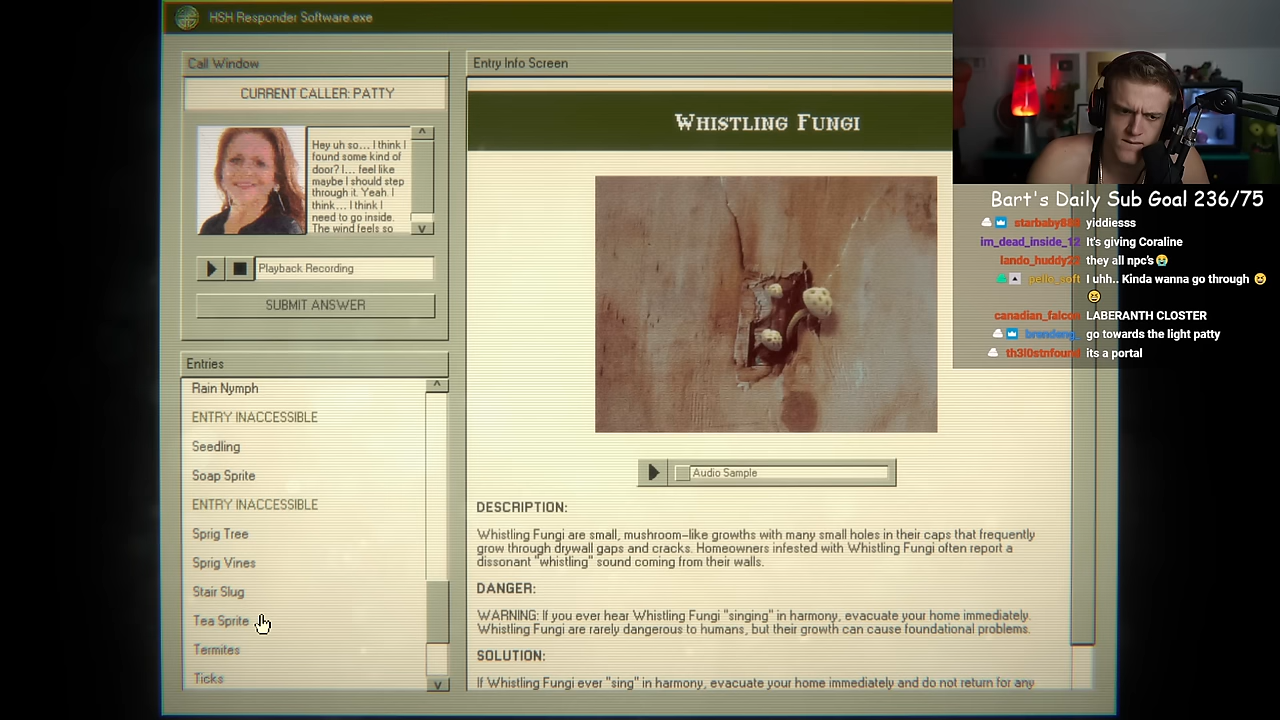 HSH Responder Software.exe
Call Window
CURRENT CALLER: PATTY
Hey uh so... I think I
found some kind of
door? I... feel like
maybe I should step
through it. Yeah. I
think... I think I
need to go inside.
The wind feels so
Playback Recording
SUBMIT ANSWER
Entries
Rain Nymph
ENTRY INACCESSIBLE
Seedling
Soap Sprite
ENTRY INACCESSIBLE
Sprig Tree
Sprig Vines
Stair Slug
Tea Sprite
Termites
Ticks
Entry Info Screen
WHISTLING FUNGI
Audio Sample
DESCRIPTION:
Whistling Fungi are small, mushroom-like growths with many small holes in their caps that frequently
grow through drywall gaps and cracks. Homeowners infested with Whistling Fungi often report a
dissonant "whistling" sound coming from their walls.
DANGER:
WARNING: If you ever hear Whistling Fungi "singing" in harmony, evacuate your home immediately.
Whistling Fungi are rarely dangerous to humans, but their growth can cause foundational problems.
SOLUTION:
If Whistling Fungi ever "sing" in harmony, evacuate your home immediately and do not return for any
Bart's Daily Sub Goal 236/75
yiddiesss
im_dead_inside_12 It's giving Coraline
they all npc's
pello_soft I uhh.. Kinda wanna go through
LABERANTH CLOSTER
go towards the light patty
its a portal